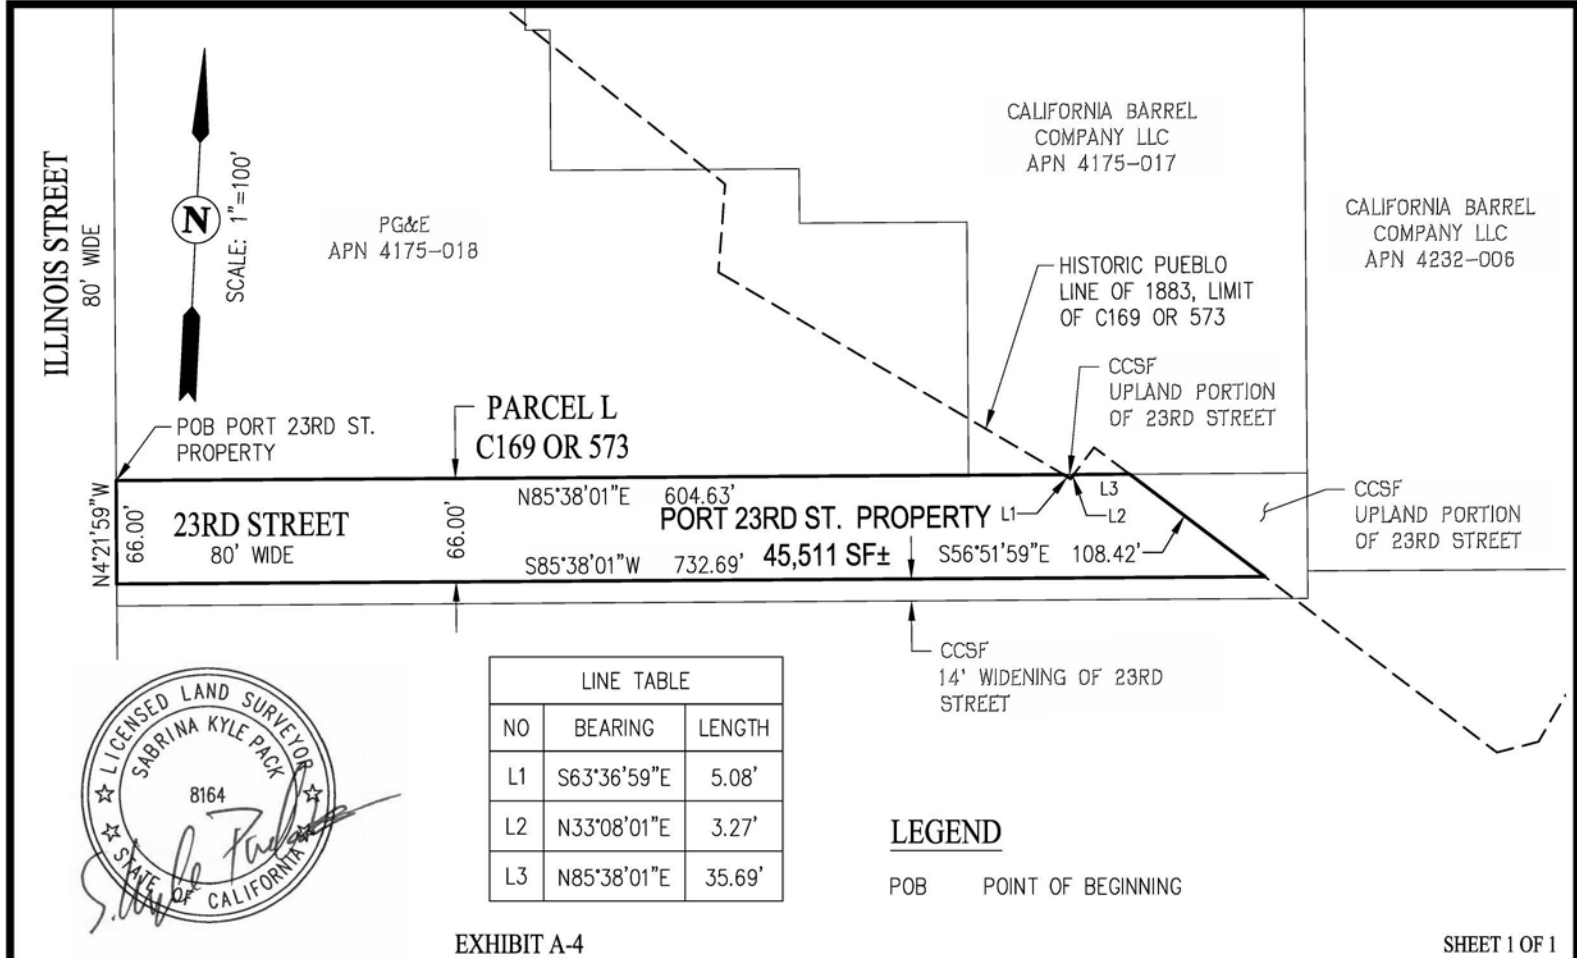 ILLINOIS STREET
80' WIDE
N
SCALE: 1"=100'
PG&E
APN 4175-018
CALIFORNIA BARREL
COMPANY LLC
APN 4175-017
CALIFORNIA BARREL
COMPANY LLC
APN 4232-006
HISTORIC PUEBLO
LINE OF 1883, LIMIT
OF C169 OR 573
CCSF
UPLAND PORTION
OF 23RD STREET
POB PORT 23RD ST.
PROPERTY
PARCEL L
C169 OR 573
N4°21'59"W
66.00'
23RD STREET
80' WIDE
66.00'
N85°38'01"E 604.63'
PORT 23RD ST. PROPERTY
45,511 SF±
S85°38'01"W 732.69'
L1
L2
L3
S56°51'59"E 108.42'
CCSF
UPLAND PORTION
OF 23RD STREET
CCSF
14' WIDENING OF 23RD
STREET
LICENSED LAND SURVEYOR
SABRINA KYLE PACK
8164
STATE OF CALIFORNIA
LINE TABLE
NO BEARING LENGTH
L1 S63°36'59"E 5.08'
L2 N33°08'01"E 3.27'
L3 N85°38'01"E 35.69'
LEGEND
POB POINT OF BEGINNING
EXHIBIT A-4
SHEET 1 OF 1